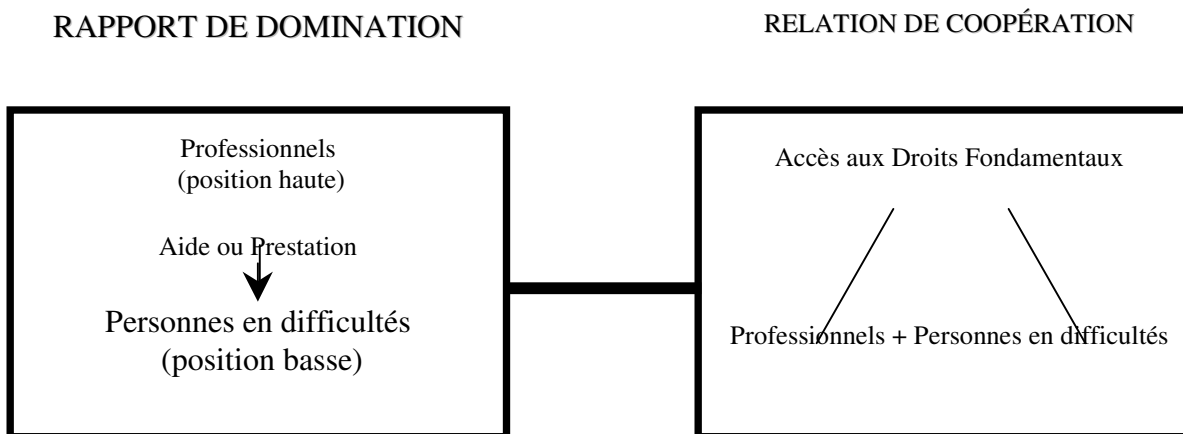 RAPPORT DE DOMINATION
Professionnels
(position haute)
Aide ou Prestation
Personnes en difficultés
(position basse)
RELATION DE COOPÉRATION
Accès aux Droits Fondamentaux
Professionnels + Personnes en difficultés